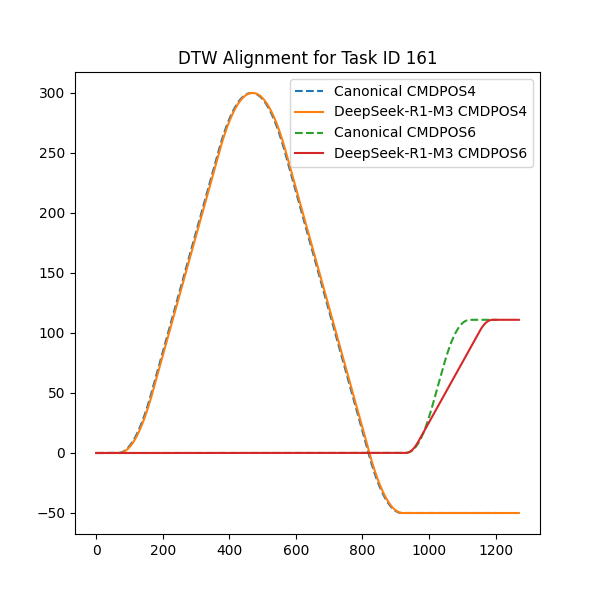 DTW Alignment for Task ID 161
Canonical CMDPOS4
DeepSeek-R1-M3 CMDPOS4
Canonical CMDPOS6
DeepSeek-R1-M3 CMDPOS6
300
250
200
150
100
50
0
−50
0 200 400 600 800 1000 1200